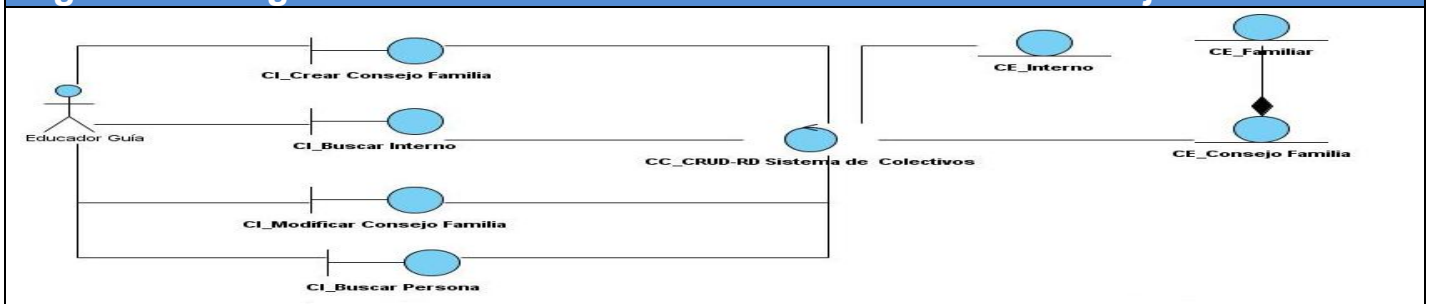 CE_Familiar
CI_Crear Consejo Familia
CE_Interno
Educador Guía
CI_Buscar Interno
CC_CRUD-RD Sistema de Colectivos
CE_Consejo Familia
CI_Modificar Consejo Familia
CI_Buscar Persona